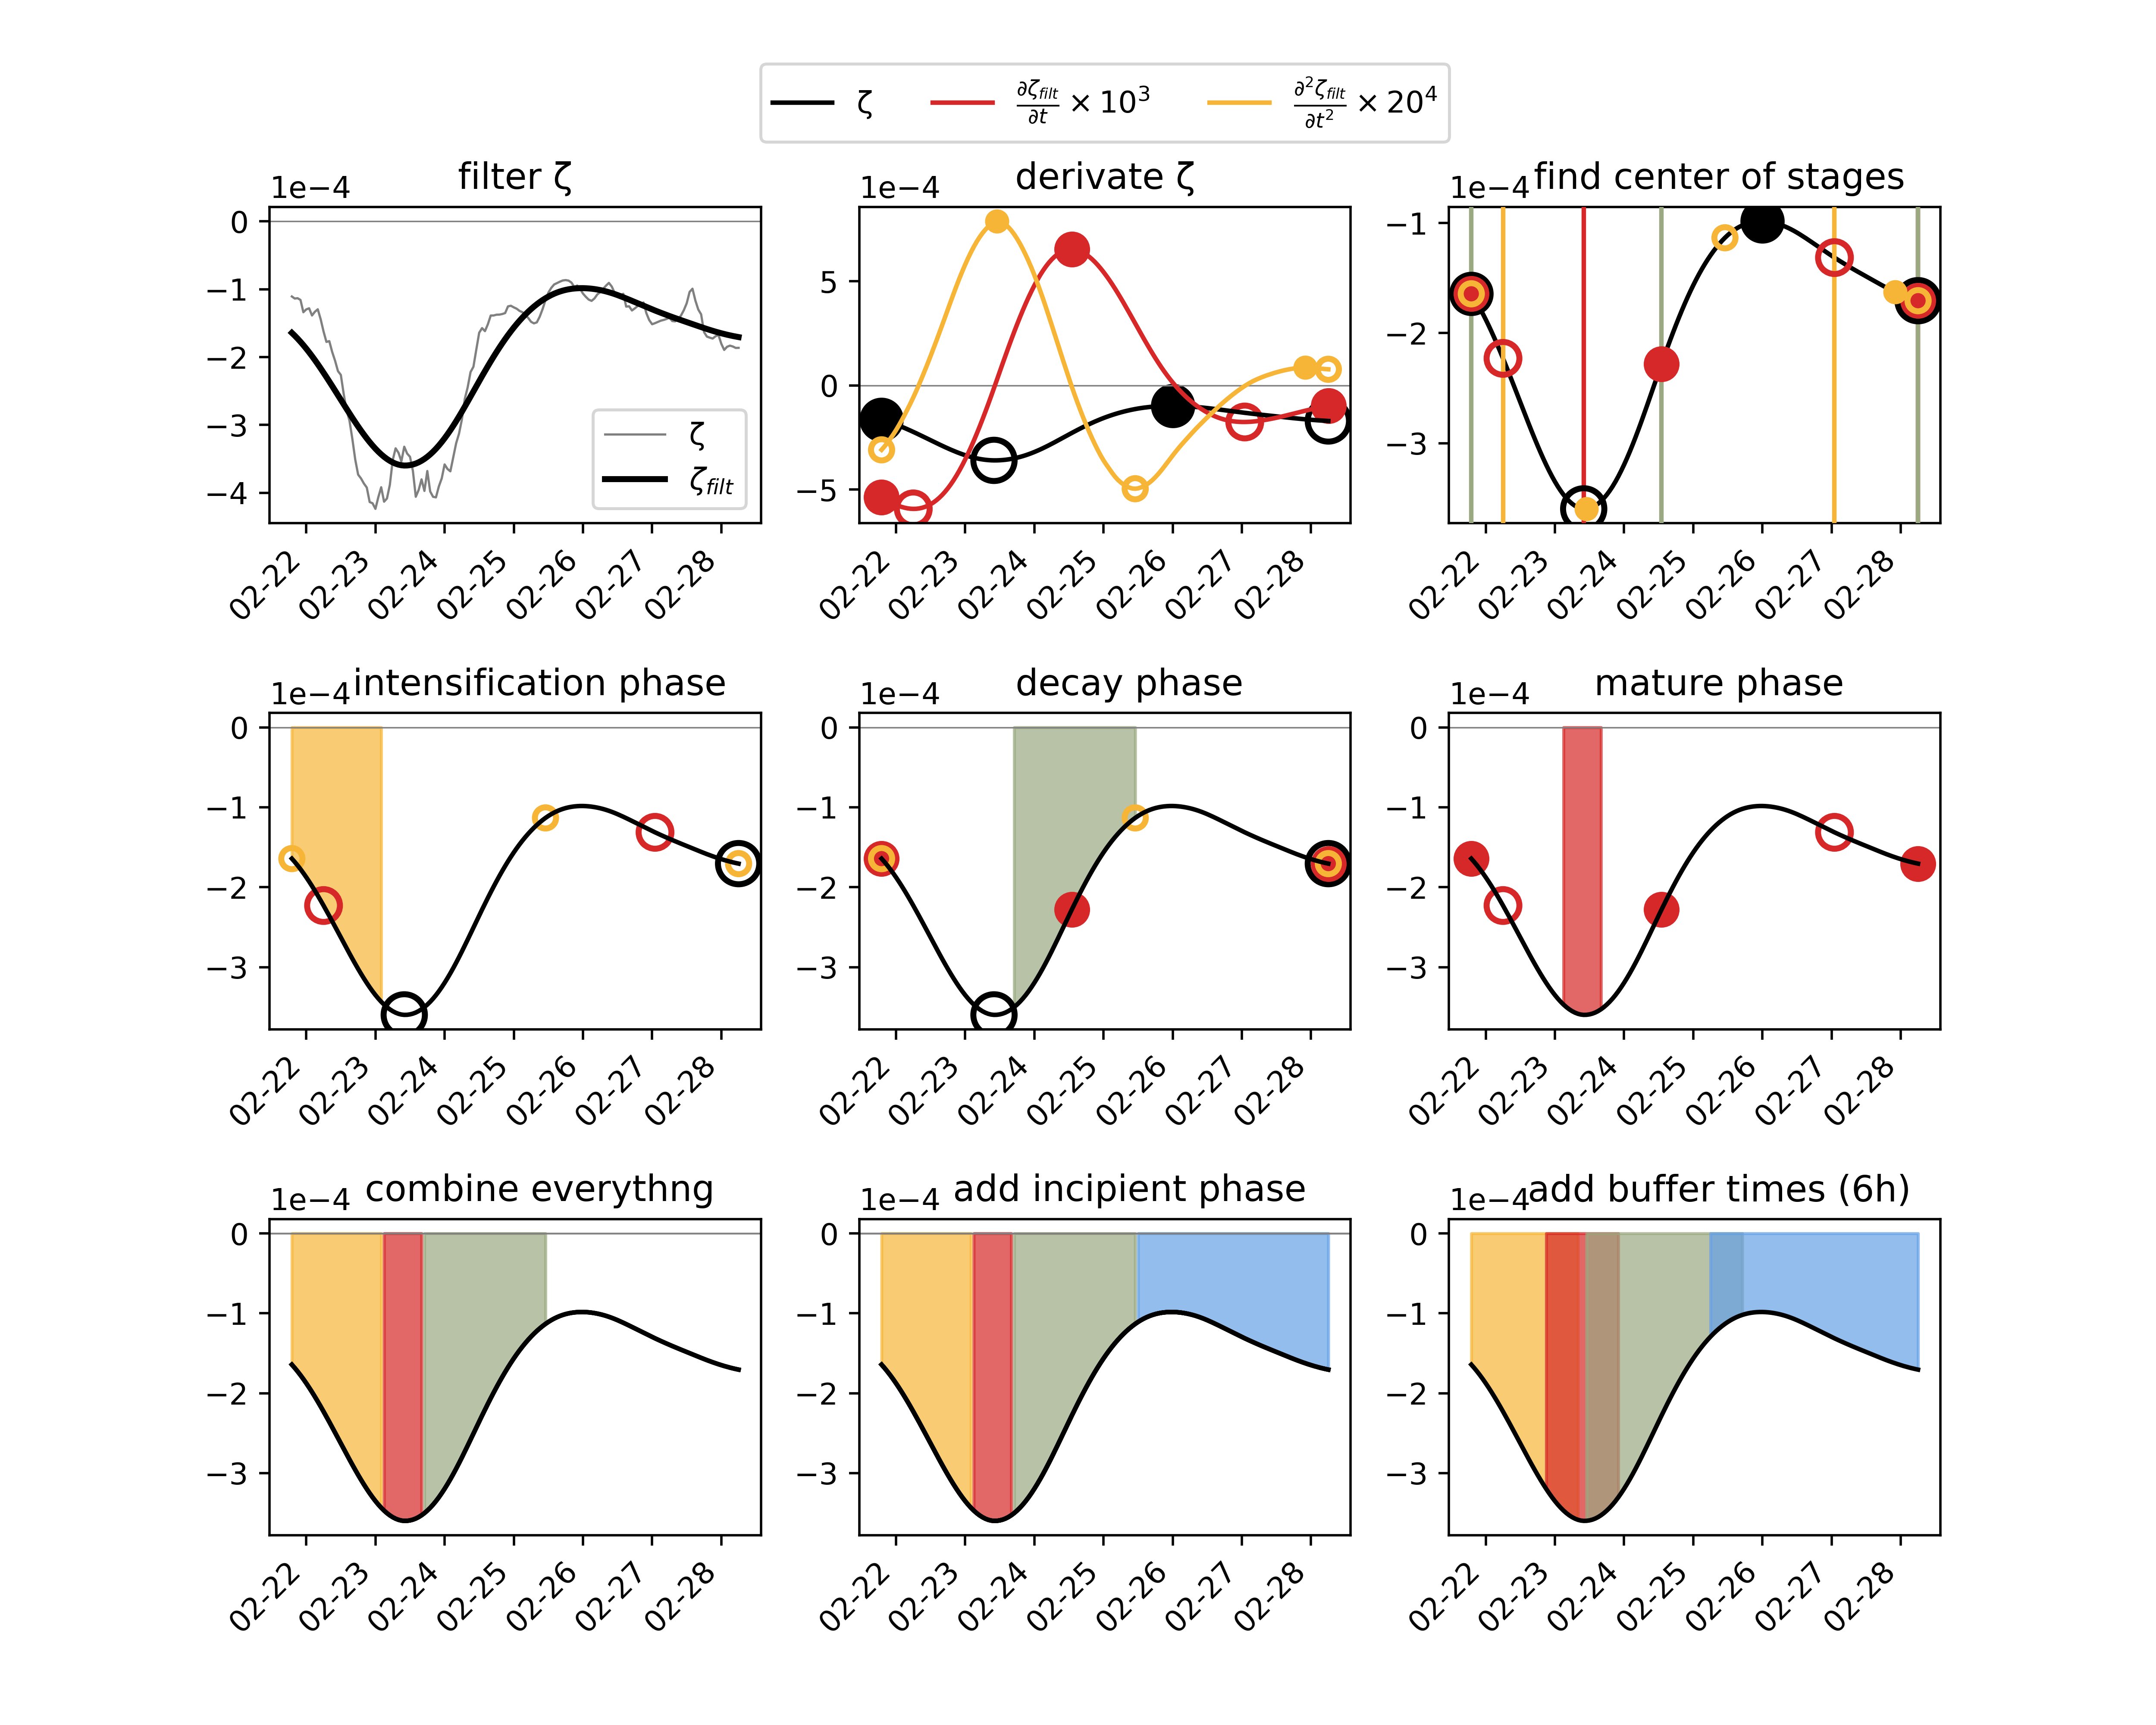 ζ ∂ζ_filt/∂t × 10³ ∂²ζ_filt/∂t² × 20⁴
filter ζ
1e−4
0
−1
−2
−3
−4
ζ
ζ_filt
02-22 02-23 02-24 02-25 02-26 02-27 02-28
derivate ζ
1e−4
5
0
−5
02-22 02-23 02-24 02-25 02-26 02-27 02-28
find center of stages
1e−4
−1
−2
−3
02-22 02-23 02-24 02-25 02-26 02-27 02-28
intensification phase
1e−4
0
−1
−2
−3
02-22 02-23 02-24 02-25 02-26 02-27 02-28
decay phase
1e−4
0
−1
−2
−3
02-22 02-23 02-24 02-25 02-26 02-27 02-28
mature phase
1e−4
0
−1
−2
−3
02-22 02-23 02-24 02-25 02-26 02-27 02-28
combine everythng
1e−4
0
−1
−2
−3
02-22 02-23 02-24 02-25 02-26 02-27 02-28
add incipient phase
1e−4
0
−1
−2
−3
02-22 02-23 02-24 02-25 02-26 02-27 02-28
add buffer times (6h)
1e−4
0
−1
−2
−3
02-22 02-23 02-24 02-25 02-26 02-27 02-28